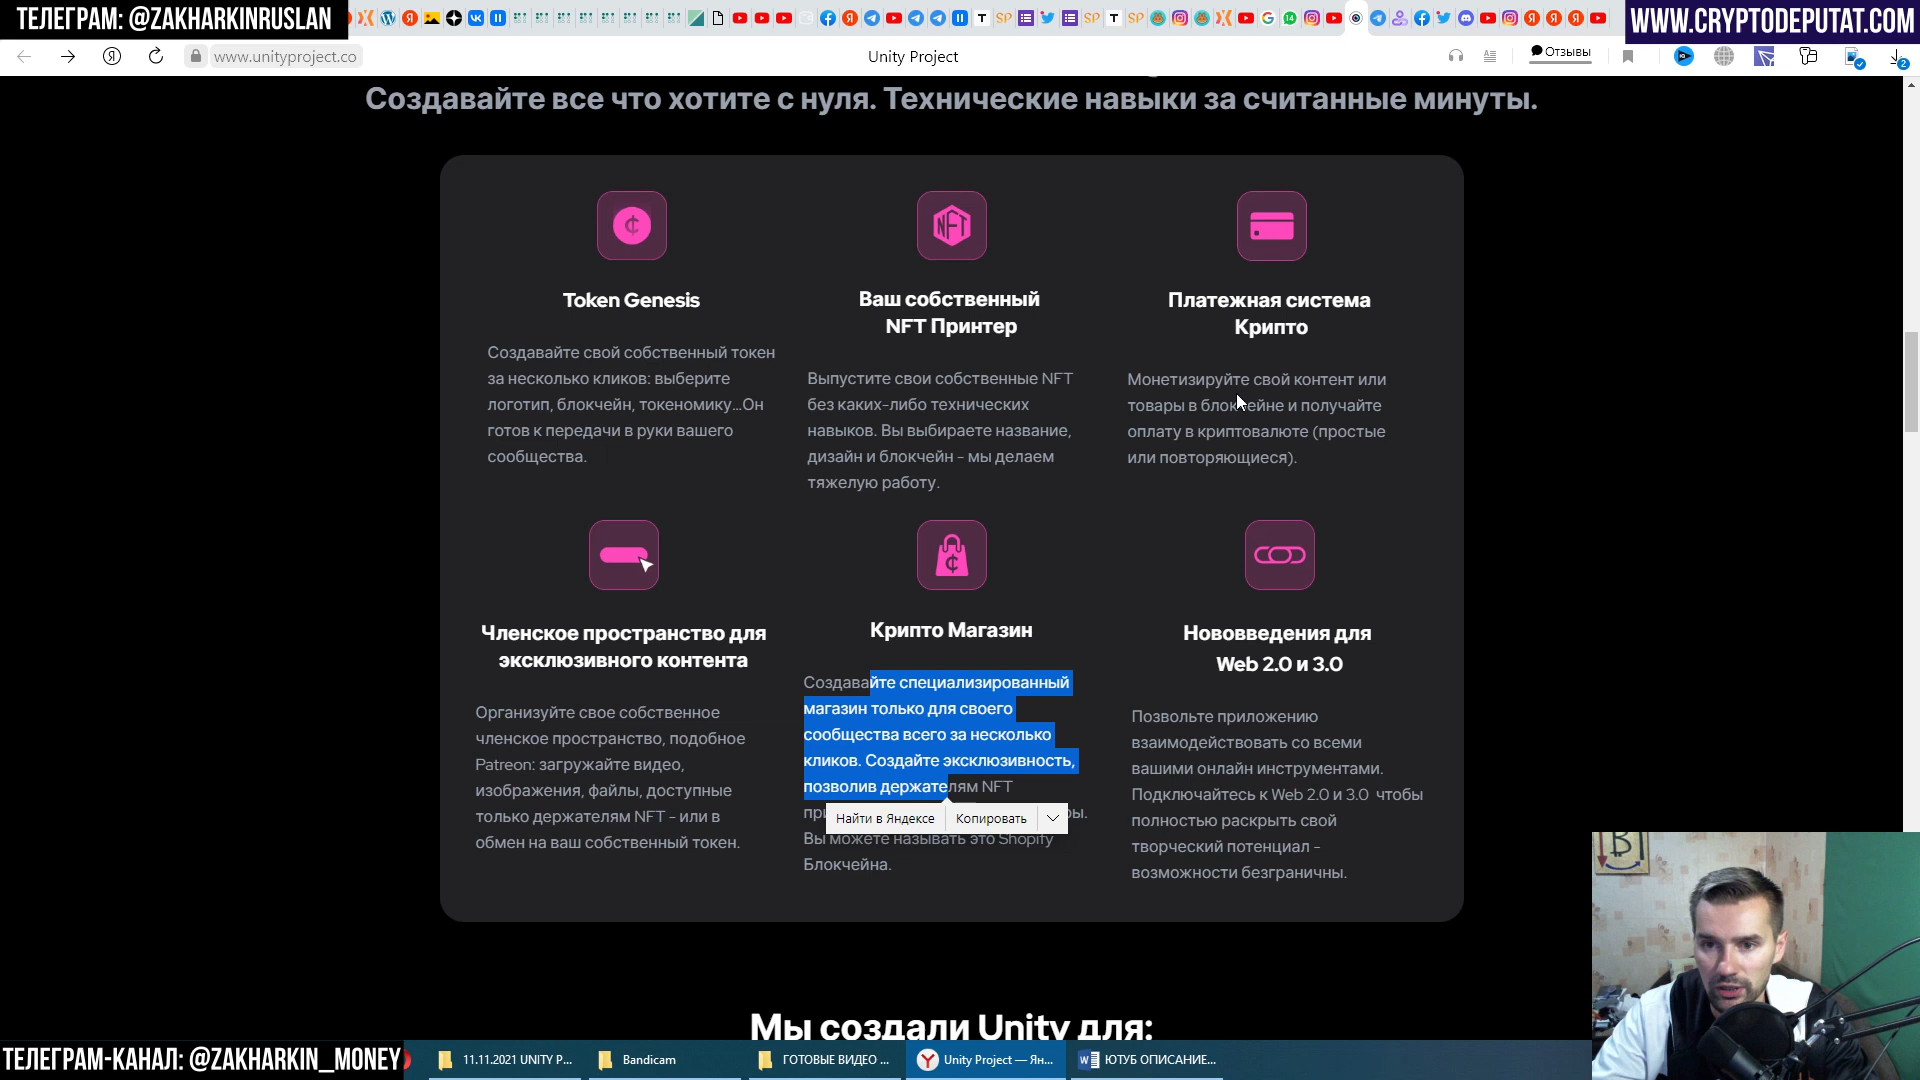 ТЕЛЕГРАМ: @ZAKHARKINRUSLAN
WWW.CRYPTODEPUTAT.COM
www.unityproject.co
Unity Project
Отзывы
Создавайте все что хотите с нуля. Технические навыки за считанные минуты.
Token Genesis
Создавайте свой собственный токен
за несколько кликов: выберите
логотип, блокчейн, токеномику...Он
готов к передачи в руки вашего
сообщества.
NFT
Ваш собственный
NFT Принтер
Выпустите свои собственные NFT
без каких-либо технических
навыков. Вы выбираете название,
дизайн и блокчейн - мы делаем
тяжелую работу.
Платежная система
Крипто
Монетизируйте свой контент или
товары в блокчейне и получайте
оплату в криптовалюте (простые
или повторяющиеся).
Членское пространство для
эксклюзивного контента
Организуйте свое собственное
членское пространство, подобное
Patreon: загружайте видео,
изображения, файлы, доступные
только держателям NFT - или в
обмен на ваш собственный токен.
Крипто Магазин
Создавайте специализированный
магазин только для своего
сообщества всего за несколько
кликов. Создайте эксклюзивность,
позволив держателям NFT
Найти в Яндексе Копировать
Вы можете называть это Shopify
Блокчейна.
Нововведения для
Web 2.0 и 3.0
Позвольте приложению
взаимодействовать со всеми
вашими онлайн инструментами.
Подключайтесь к Web 2.0 и 3.0 чтобы
полностью раскрыть свой
творческий потенциал -
возможности безграничны.
Мы создали Unity для:
ТЕЛЕГРАМ-КАНАЛ: @ZAKHARKIN_MONEY
11.11.2021 UNITY P...
Bandicam
ГОТОВЫЕ ВИДЕО ...
Unity Project — Ян...
ЮТУБ ОПИСАНИЕ...